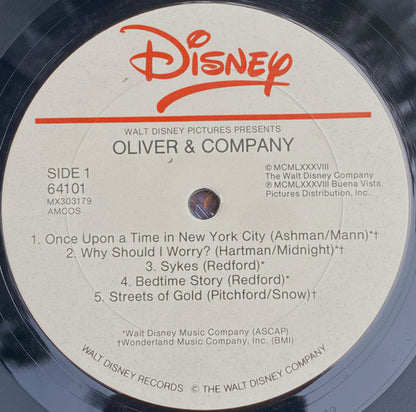 Disney
WALT DISNEY PICTURES PRESENTS
OLIVER & COMPANY
SIDE 1
64101
MX303179
AMCOS
©MCMLXXXVIII
The Walt Disney Company
℗ MCMLXXXVIII Buena Vista
Pictures Distribution, Inc.
1. Once Upon a Time in New York City (Ashman/Mann)*†
2. Why Should I Worry? (Hartman/Midnight)*†
3. Sykes (Redford)*
4. Bedtime Story (Redford)*
5. Streets of Gold (Pitchford/Snow)†
*Walt Disney Music Company (ASCAP)
†Wonderland Music Company, Inc. (BMI)
WALT DISNEY RECORDS © THE WALT DISNEY COMPANY